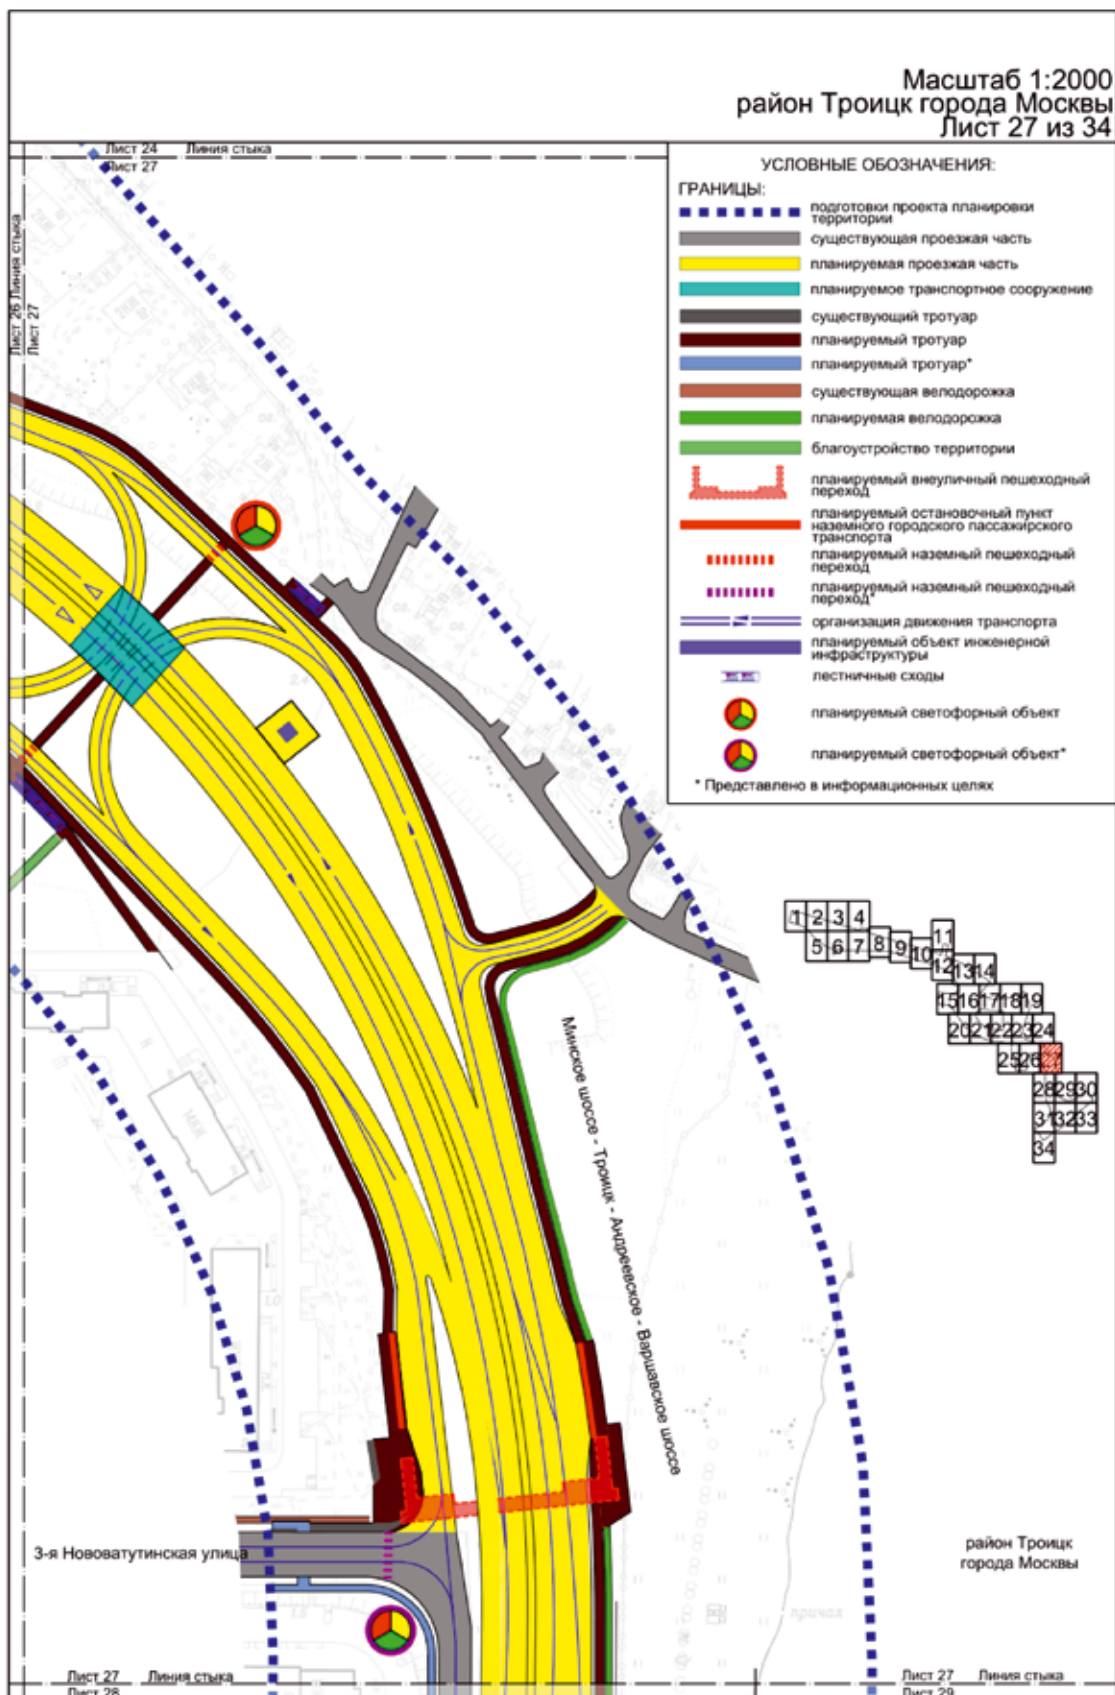 Масштаб 1:2000
район Троицк города Москвы
Лист 27 из 34
Лист 24 Линия стыка
Лист 27
Лист 26 Линия стыка
Лист 27
УСЛОВНЫЕ ОБОЗНАЧЕНИЯ:
ГРАНИЦЫ:
подготовки проекта планировки
территории
существующая проезжая часть
планируемая проезжая часть
планируемое транспортное сооружение
существующий тротуар
планируемый тротуар
планируемый тротуар*
существующая велодорожка
планируемая велодорожка
благоустройство территории
планируемый внеуличный пешеходный
переход
планируемый остановочный пункт
наземного городского пассажирского
транспорта
планируемый наземный пешеходный
переход
планируемый наземный пешеходный
переход*
организация движения транспорта
планируемый объект инженерной
инфраструктуры
лестничные сходы
планируемый светофорный объект
планируемый светофорный объект*
* Представлено в информационных целях
1 2 3 4
5 6 7 8 9 10 11
12 13 14
15 16 17 18 19
20 21 22 23 24
25 26 27
28 29 30
31 32 33
34
Минское шоссе - Троицк - Андреевское - Варшавское шоссе
3-я Нововатутинская улица
район Троицк
города Москвы
причал
Лист 27 Линия стыка
Лист 28
Лист 27 Линия стыка
Лист 29